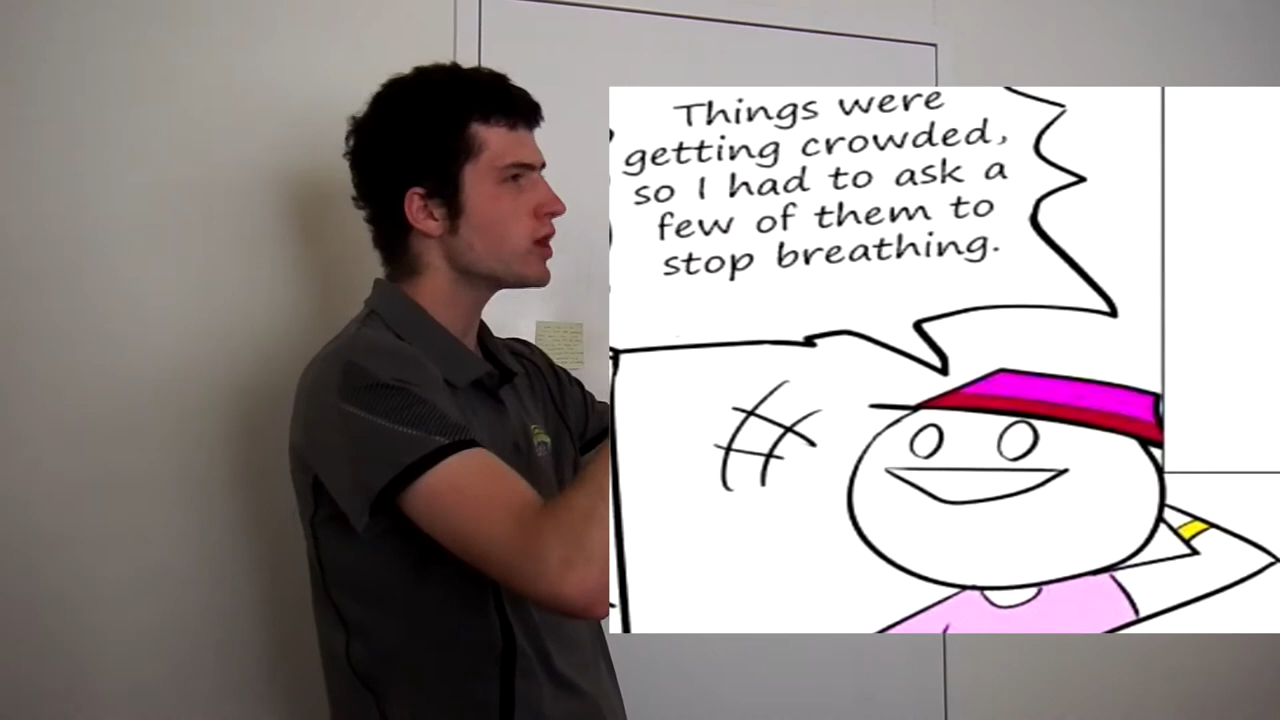 Things were
getting crowded,
so I had to ask a
few of them to
stop breathing.